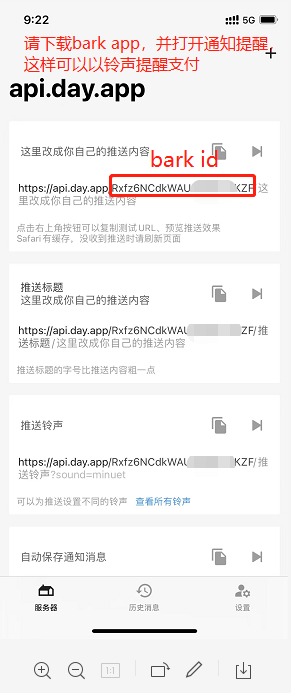 9:22
5G
请下载bark app，并打开通知提醒
这样可以以铃声提醒支付
api.day.app
bark id
这里改成你自己的推送内容
https://api.day.app/Rxfz6NCdkWAU KZF/这
里改成你自己的推送内容
点击右上角按钮可以复制测试URL、预览推送效果
Safari有缓存，没收到推送时请刷新页面
推送标题
这里改成你自己的推送内容
https://api.day.app/Rxfz6NCdkWAU ZF/推
送标题/这里改成你自己的推送内容
推送标题的字号比推送内容粗一点
推送铃声
https://api.day.app/Rxfz6NCdkWAU KZF/推
送铃声?sound=minuet
可以为推送设置不同的铃声 查看所有铃声
自动保存通知消息
服务器 历史消息 设置
1:1